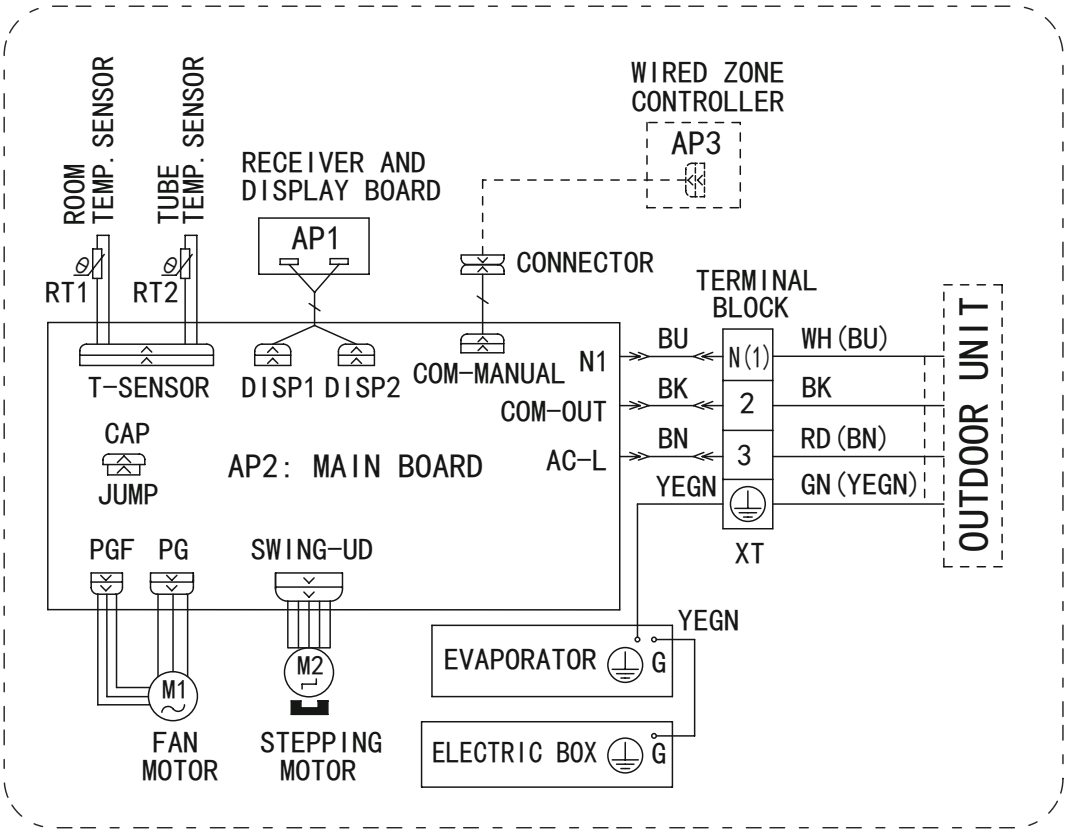 ROOM
TEMP. SENSOR
TUBE
TEMP. SENSOR
RT1
RT2
RECEIVER AND
DISPLAY BOARD
AP1
WIRED ZONE
CONTROLLER
AP3
CONNECTOR
T-SENSOR
DISP1
DISP2
COM-MANUAL
N1
COM-OUT
AC-L
CAP
JUMP
AP2: MAIN BOARD
PGF
PG
SWING-UD
TERMINAL
BLOCK
BU
N(1)
WH(BU)
BK
2
BK
BN
3
RD(BN)
YEGN
GN(YEGN)
XT
OUTDOOR UNIT
M1
FAN
MOTOR
M2
STEPPING
MOTOR
YEGN
EVAPORATOR
G
ELECTRIC BOX
G